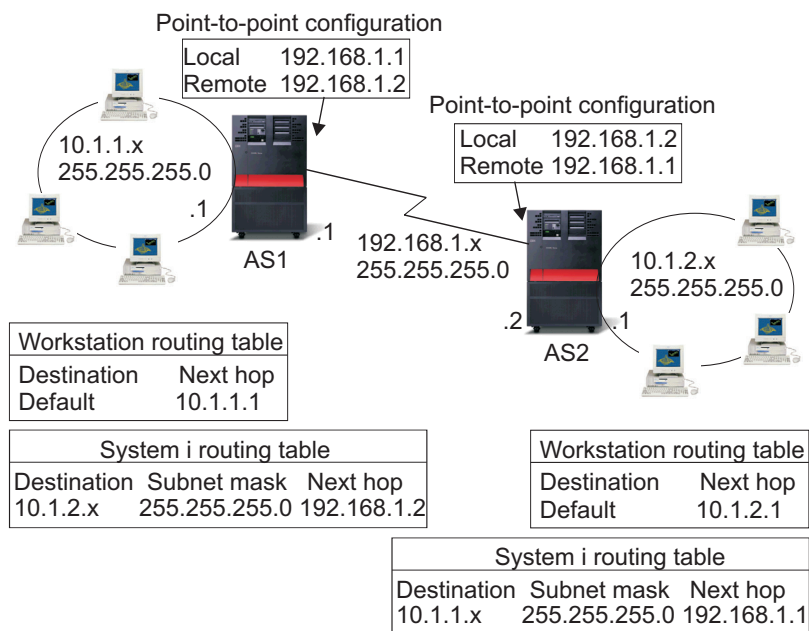 Point-to-point configuration
Local 192.168.1.1
Remote 192.168.1.2
Point-to-point configuration
Local 192.168.1.2
Remote 192.168.1.1
10.1.1.x
255.255.255.0
.1
.1
AS1
192.168.1.x
255.255.255.0
10.1.2.x
255.255.255.0
.2
.1
AS2
Workstation routing table
Destination Next hop
Default 10.1.1.1
System i routing table
Destination Subnet mask Next hop
10.1.2.x 255.255.255.0 192.168.1.2
Workstation routing table
Destination Next hop
Default 10.1.2.1
System i routing table
Destination Subnet mask Next hop
10.1.1.x 255.255.255.0 192.168.1.1